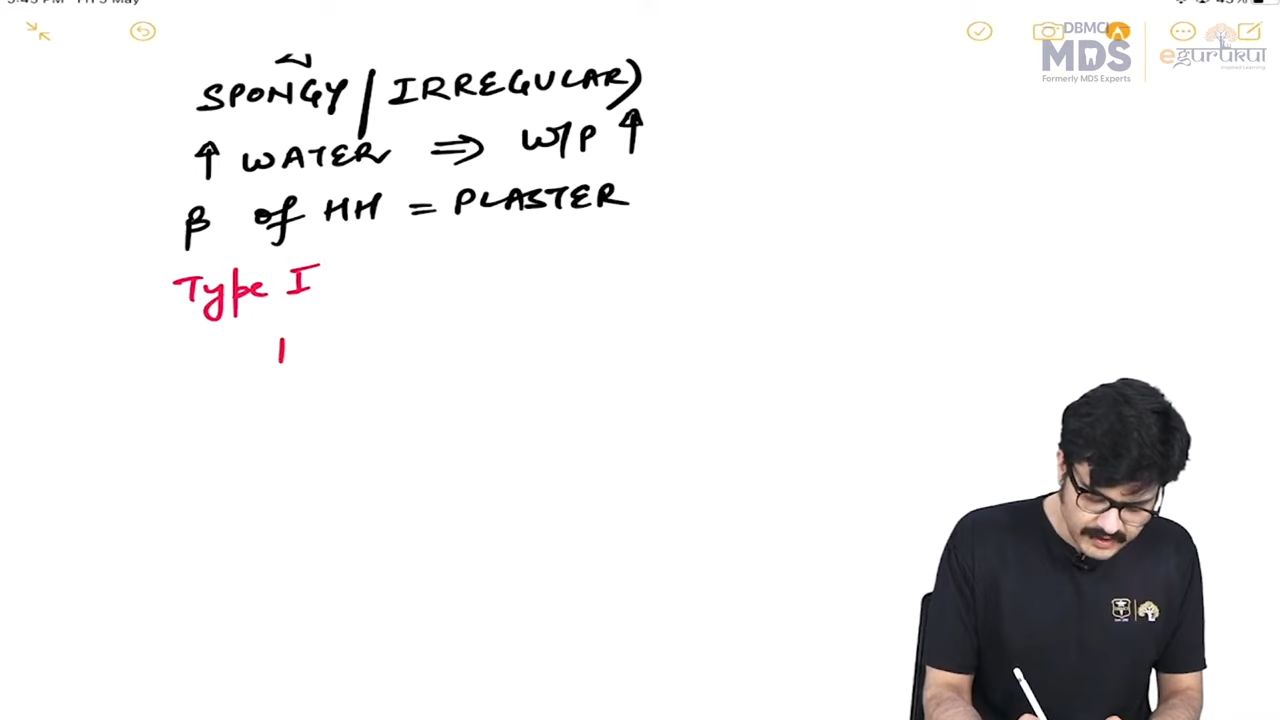 DBMCI
MDS
Formerly MDS Experts
egurukul
SPONGY / IRREGULAR)
↑ WATER ⇒ W/P ↑
β of HH = PLASTER
Type I
I